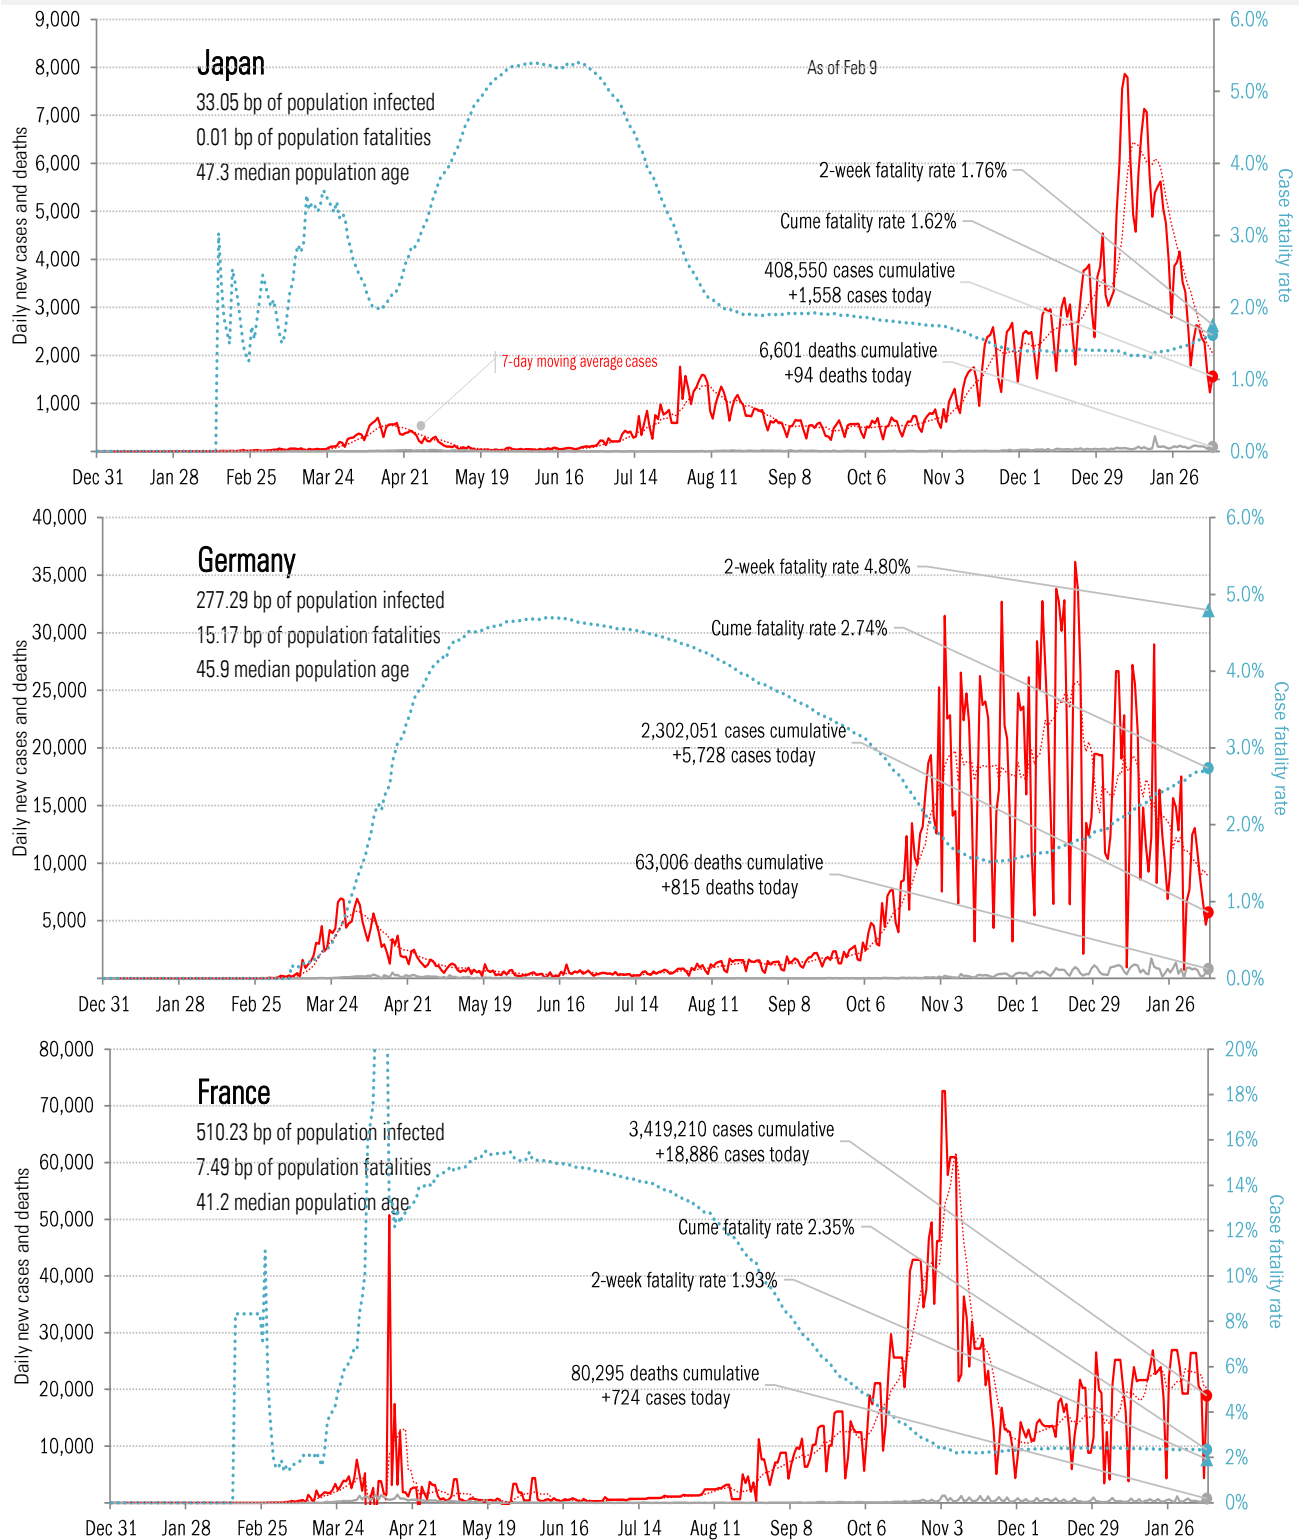 Japan
33.05 bp of population infected
0.01 bp of population fatalities
47.3 median population age
As of Feb 9
2-week fatality rate 1.76%
Cume fatality rate 1.62%
408,550 cases cumulative
+1,558 cases today
6,601 deaths cumulative
+94 deaths today
7-day moving average cases
Daily new cases and deaths
9,000
8,000
7,000
6,000
5,000
4,000
3,000
2,000
1,000
6.0%
5.0%
4.0%
3.0%
2.0%
1.0%
0.0%
Case fatality rate
Dec 31 Jan 28 Feb 25 Mar 24 Apr 21 May 19 Jun 16 Jul 14 Aug 11 Sep 8 Oct 6 Nov 3 Dec 1 Dec 29 Jan 26
Germany
277.29 bp of population infected
15.17 bp of population fatalities
45.9 median population age
2-week fatality rate 4.80%
Cume fatality rate 2.74%
2,302,051 cases cumulative
+5,728 cases today
63,006 deaths cumulative
+815 deaths today
Daily new cases and deaths
40,000
35,000
30,000
25,000
20,000
15,000
10,000
5,000
6.0%
5.0%
4.0%
3.0%
2.0%
1.0%
0.0%
Case fatality rate
Dec 31 Jan 28 Feb 25 Mar 24 Apr 21 May 19 Jun 16 Jul 14 Aug 11 Sep 8 Oct 6 Nov 3 Dec 1 Dec 29 Jan 26
France
510.23 bp of population infected
7.49 bp of population fatalities
41.2 median population age
3,419,210 cases cumulative
+18,886 cases today
Cume fatality rate 2.35%
2-week fatality rate 1.93%
80,295 deaths cumulative
+724 cases today
Daily new cases and deaths
80,000
70,000
60,000
50,000
40,000
30,000
20,000
10,000
20%
18%
16%
14%
12%
10%
8%
6%
4%
2%
0%
Case fatality rate
Dec 31 Jan 28 Feb 25 Mar 24 Apr 21 May 19 Jun 16 Jul 14 Aug 11 Sep 8 Oct 6 Nov 3 Dec 1 Dec 29 Jan 26